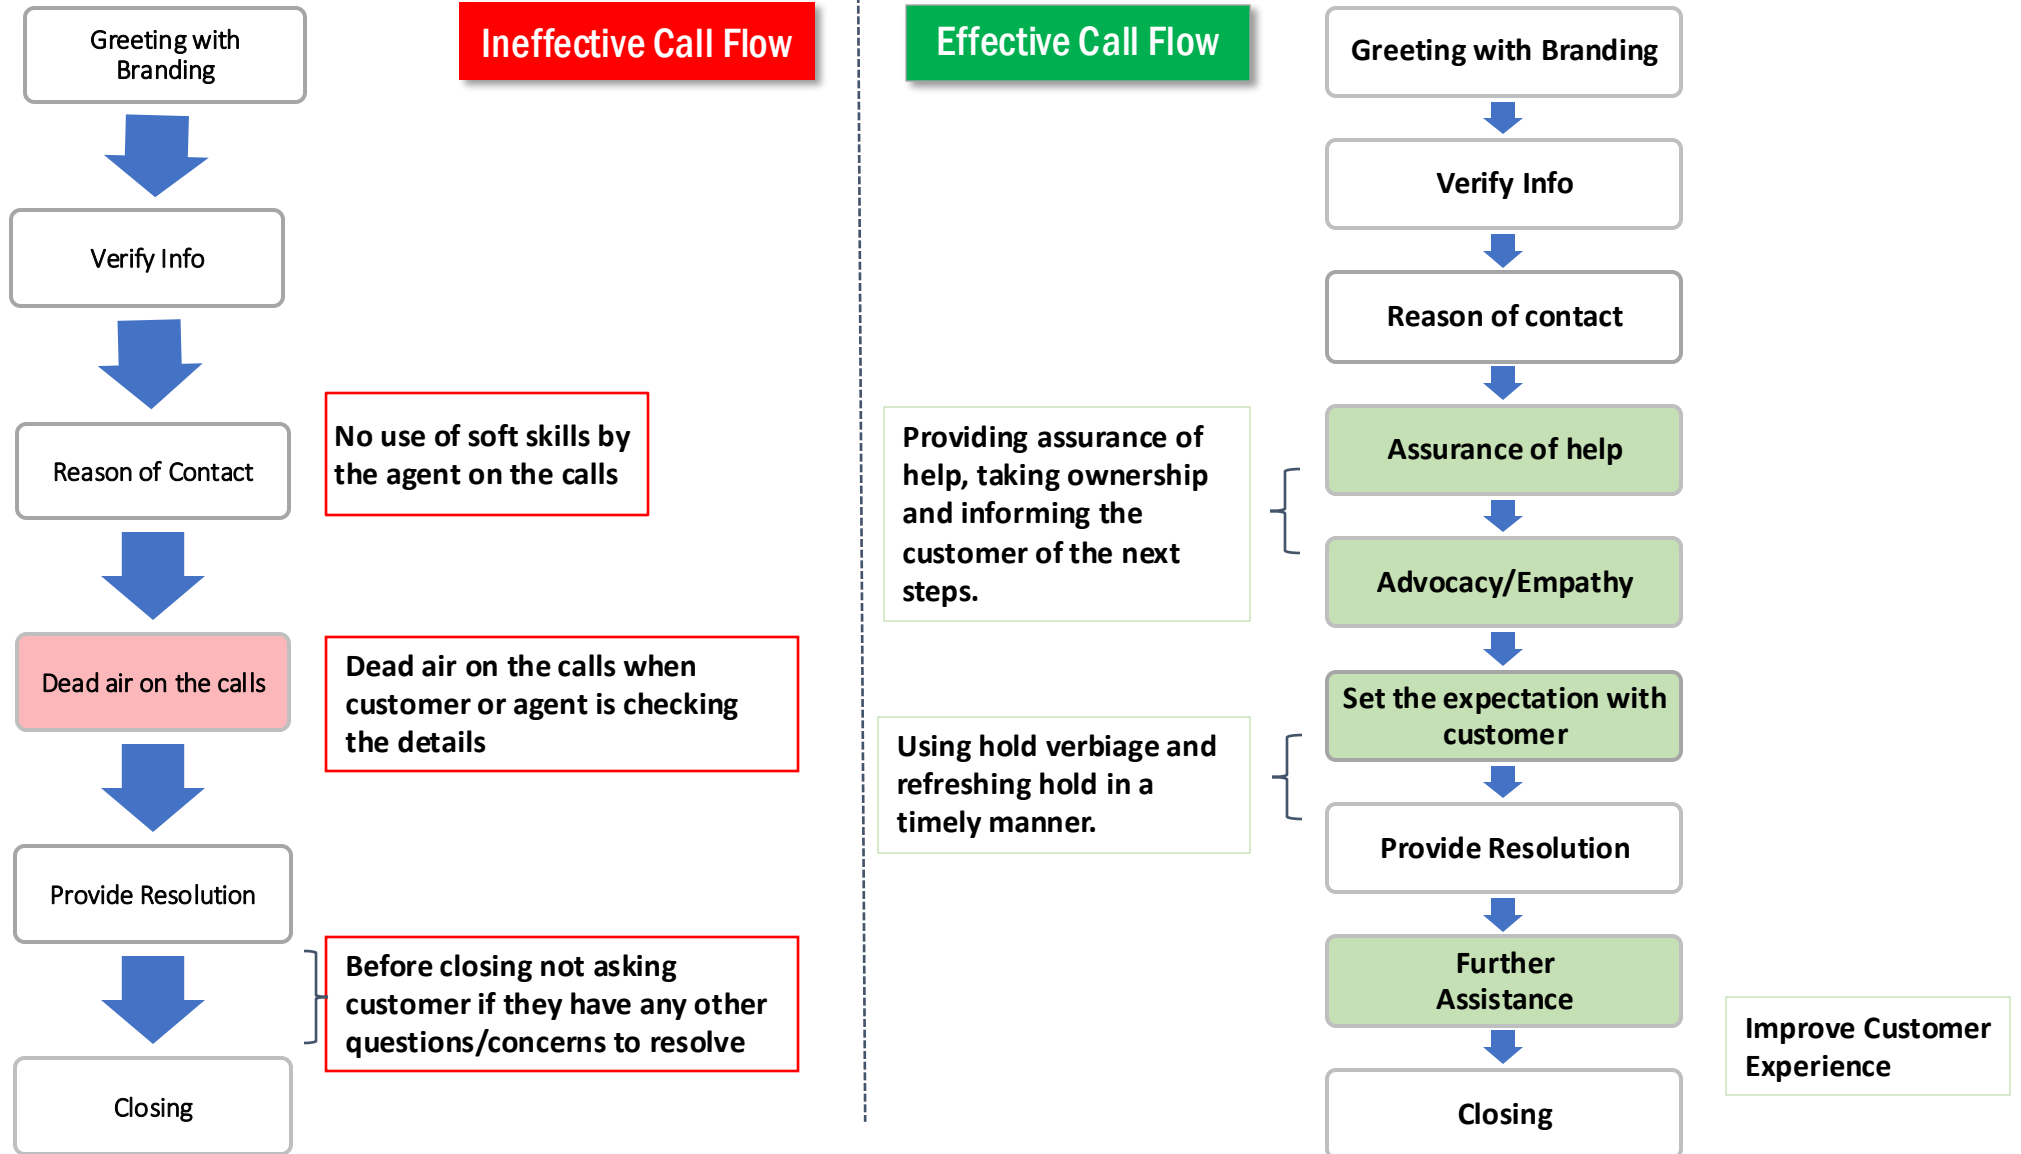 Ineffective Call Flow
Greeting with
Branding
Verify Info
Reason of Contact
No use of soft skills by
the agent on the calls
Dead air on the calls
Dead air on the calls when
customer or agent is checking
the details
Provide Resolution
Before closing not asking
customer if they have any other
questions/concerns to resolve
Closing
Effective Call Flow
Greeting with Branding
Verify Info
Reason of contact
Assurance of help
Providing assurance of
help, taking ownership
and informing the
customer of the next
steps.
Advocacy/Empathy
Set the expectation with
customer
Using hold verbiage and
refreshing hold in a
timely manner.
Provide Resolution
Further
Assistance
Improve Customer
Experience
Closing